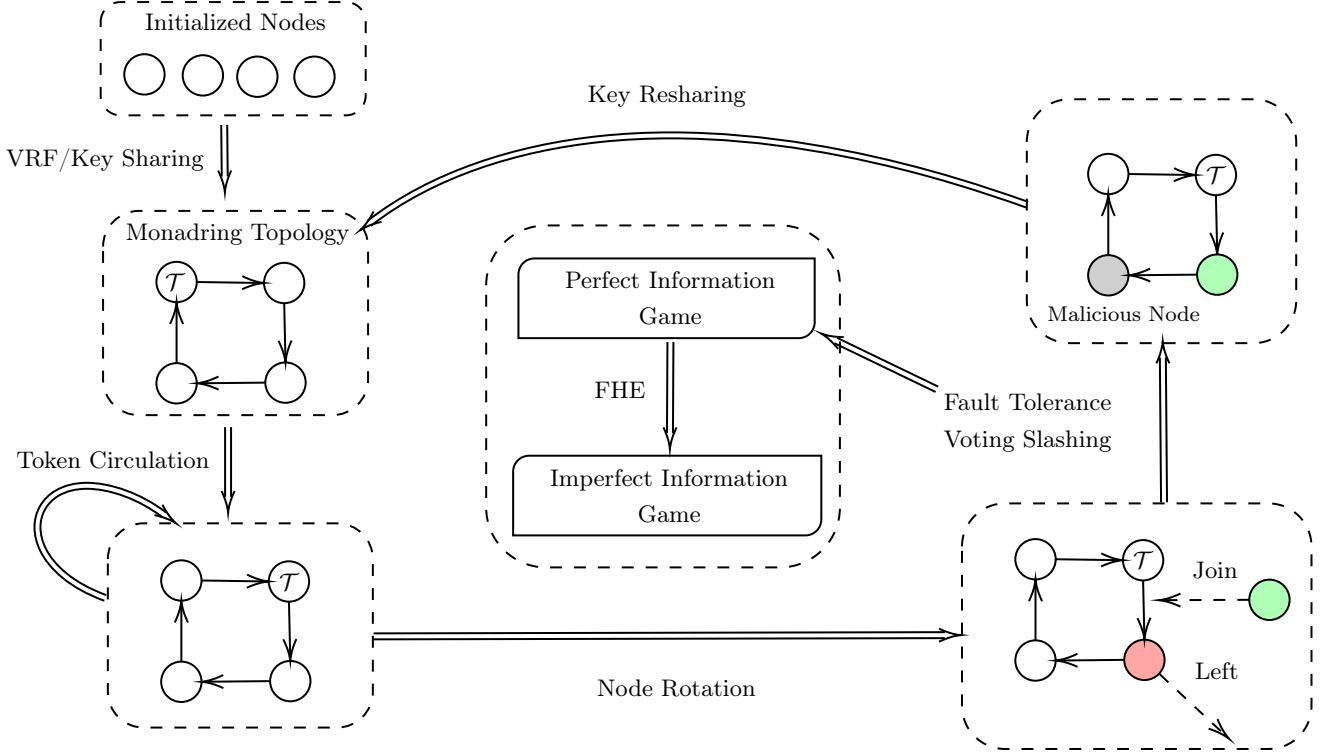 Initialized Nodes
VRF/Key Sharing
Monadring Topology
𝒯
Token Circulation
𝒯
Key Resharing
Perfect Information
Game
FHE
Imperfect Information
Game
Fault Tolerance
Voting Slashing
Node Rotation
𝒯
Malicious Node
𝒯
Join
Left